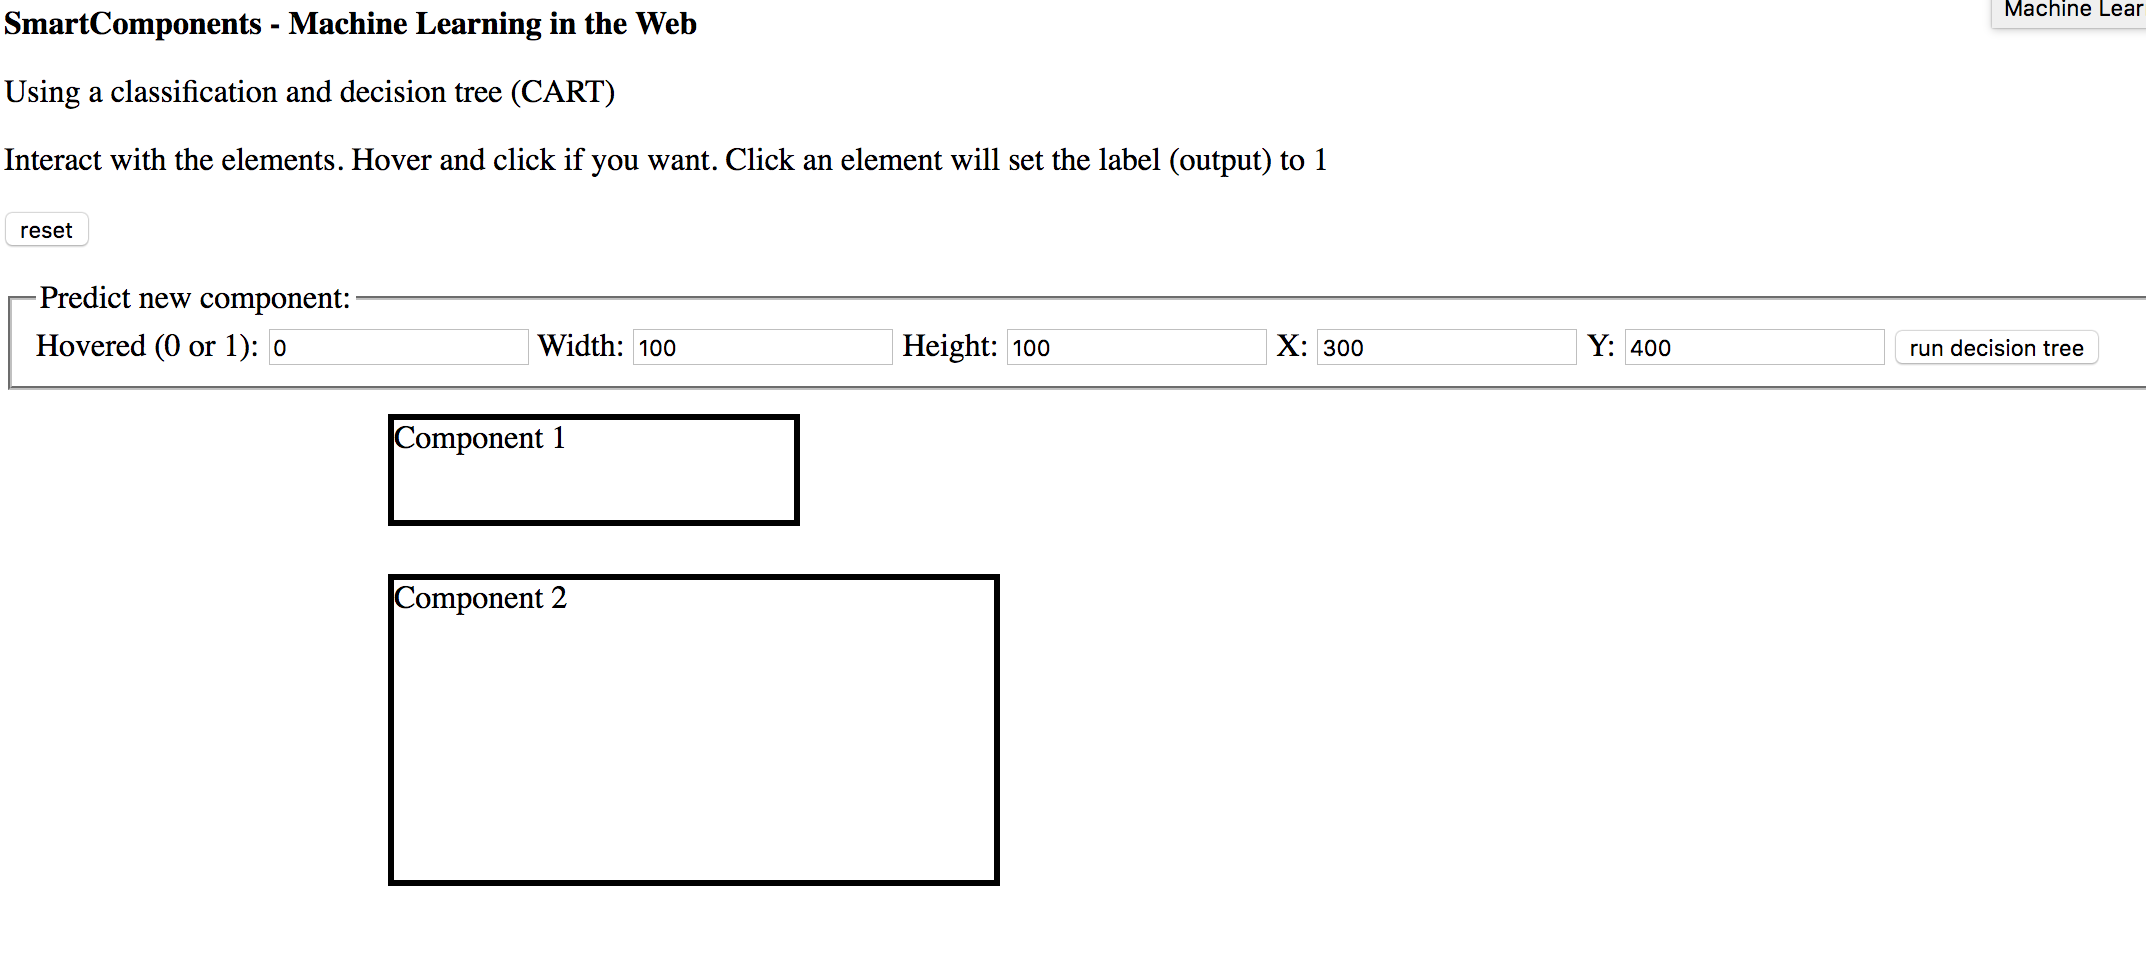 Machine Lear
SmartComponents - Machine Learning in the Web
Using a classification and decision tree (CART)
Interact with the elements. Hover and click if you want. Click an element will set the label (output) to 1
reset
Predict new component:
Hovered (0 or 1): 0 Width: 100 Height: 100 X: 300 Y: 400 run decision tree
Component 1
Component 2